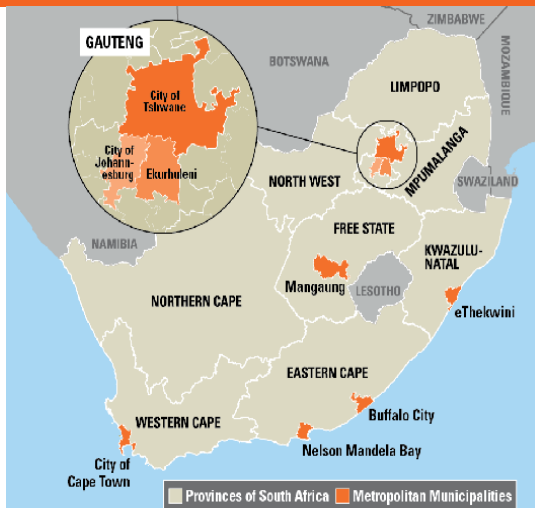 GAUTENG
City of
Tshwane
City of
Johann-
esburg
Ekurhuleni
ZIMBABWE
BOTSWANA
MOZAMBIQUE
LIMPOPO
MPUMALANGA
NORTH WEST
SWAZILAND
NAMIBIA
FREE STATE
KWAZULU-
NATAL
Mangaung
LESOTHO
NORTHERN CAPE
eThekwini
EASTERN CAPE
Buffalo City
WESTERN CAPE
Nelson Mandela Bay
City of
Cape Town
Provinces of South Africa Metropolitan Municipalities